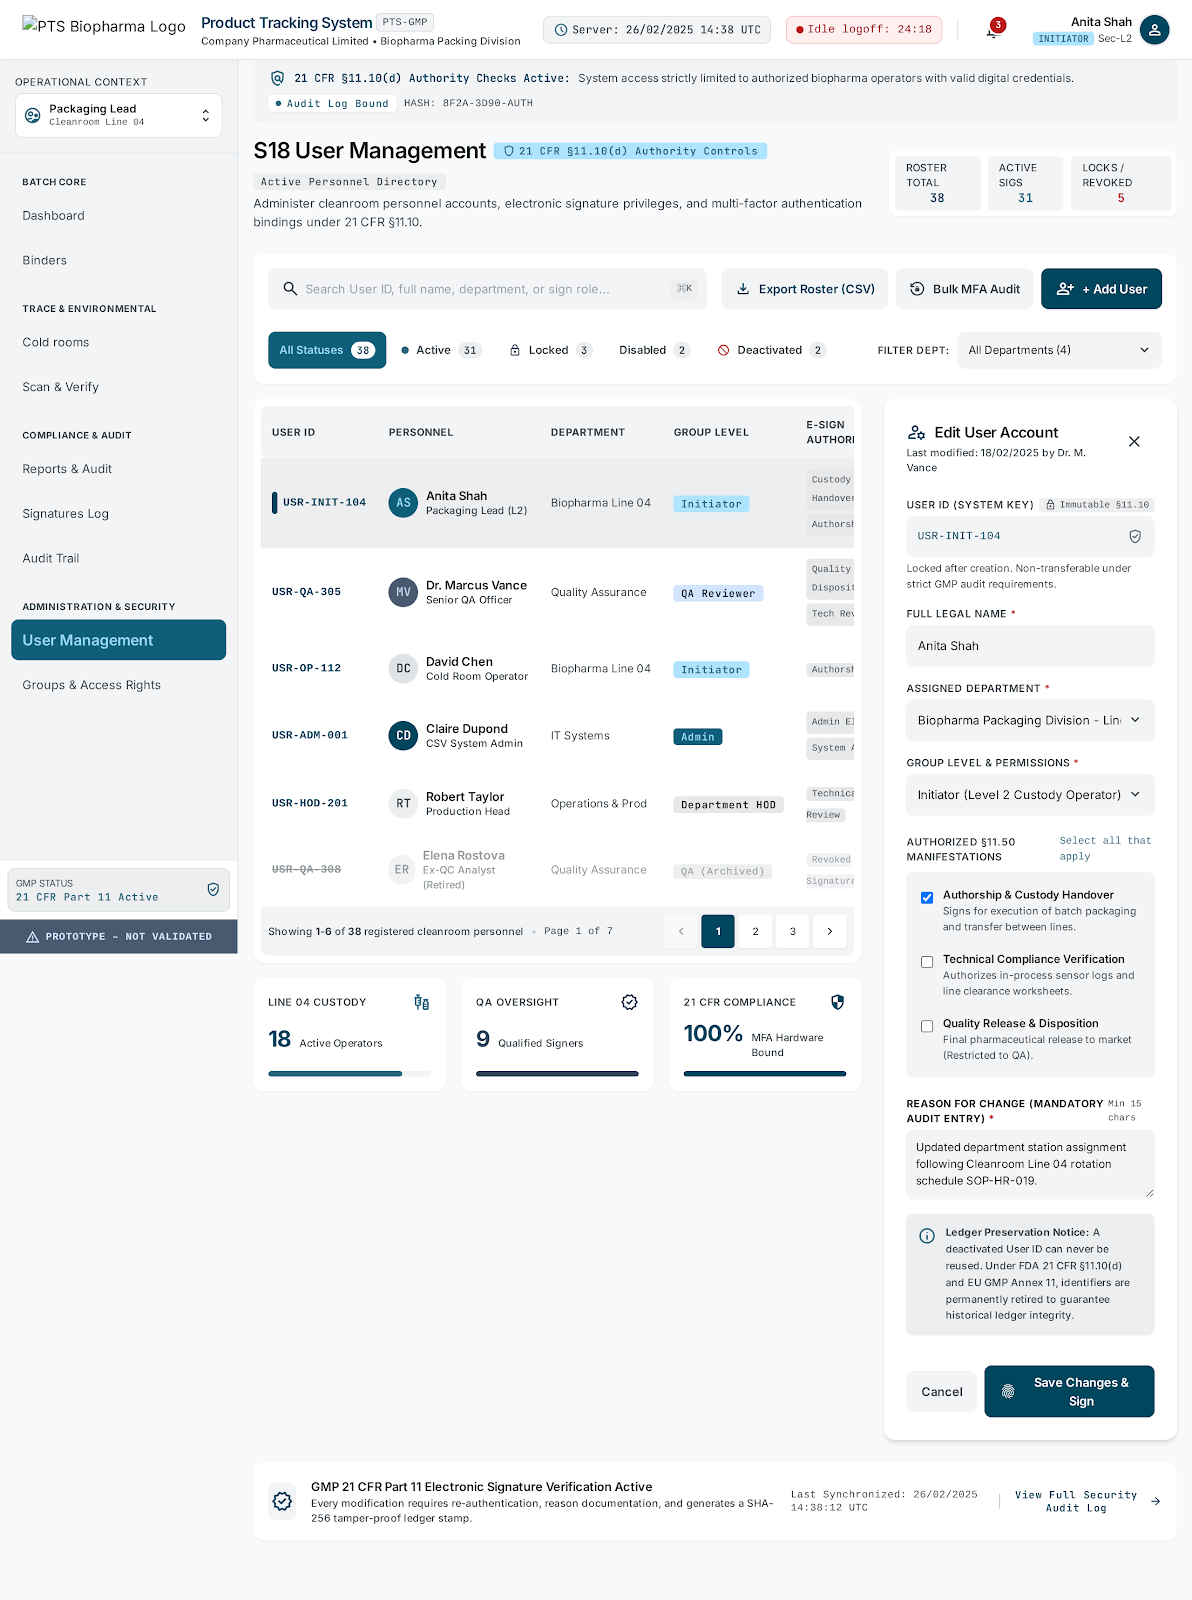 PTS Biopharma Logo
Product Tracking System PTS-GMP
Company Pharmaceutical Limited • Biopharma Packing Division
Server: 26/02/2025 14:38 UTC
Idle logoff: 24:18
3
Anita Shah
INITIATOR Sec-L2
OPERATIONAL CONTEXT
Packaging Lead
Cleanroom Line 04
BATCH CORE
Dashboard
Binders
TRACE & ENVIRONMENTAL
Cold rooms
Scan & Verify
COMPLIANCE & AUDIT
Reports & Audit
Signatures Log
Audit Trail
ADMINISTRATION & SECURITY
User Management
Groups & Access Rights
GMP STATUS
21 CFR Part 11 Active
PROTOTYPE – NOT VALIDATED
21 CFR §11.10(d) Authority Checks Active: System access strictly limited to authorized biopharma operators with valid digital credentials.
Audit Log Bound HASH: 8F2A-3D90-AUTH
S18 User Management 21 CFR §11.10(d) Authority Controls
Active Personnel Directory
Administer cleanroom personnel accounts, electronic signature privileges, and multi-factor authentication
bindings under 21 CFR §11.10.
ROSTER
TOTAL
38
ACTIVE
SIGS
31
LOCKS /
REVOKED
5
Search User ID, full name, department, or sign role... ⌘K
Export Roster (CSV)
Bulk MFA Audit
+ Add User
All Statuses 38
Active 31
Locked 3
Disabled 2
Deactivated 2
FILTER DEPT: All Departments (4)
USER ID PERSONNEL DEPARTMENT GROUP LEVEL E-SIGN
AUTHORI
USR-INIT-104 AS Anita Shah
Packaging Lead (L2) Biopharma Line 04 Initiator Custody
Handover
Authorsh
USR-QA-305 MV Dr. Marcus Vance
Senior QA Officer Quality Assurance QA Reviewer Quality
Disposit
Tech Rev
USR-OP-112 DC David Chen
Cold Room Operator Biopharma Line 04 Initiator Authorsh
USR-ADM-001 CD Claire Dupond
CSV System Admin IT Systems Admin Admin El
System A
USR-HOD-201 RT Robert Taylor
Production Head Operations & Prod Department HOD Technica
Review
USR-QA-308 ER Elena Rostova
Ex-QC Analyst
(Retired) Quality Assurance QA (Archived) Revoked
Signature
Showing 1-6 of 38 registered cleanroom personnel • Page 1 of 7
1 2 3
LINE 04 CUSTODY
18 Active Operators
QA OVERSIGHT
9 Qualified Signers
21 CFR COMPLIANCE
100% MFA Hardware
Bound
Edit User Account
Last modified: 18/02/2025 by Dr. M.
Vance
USER ID (SYSTEM KEY) Immutable §11.10
USR-INIT-104
Locked after creation. Non-transferable under
strict GMP audit requirements.
FULL LEGAL NAME *
Anita Shah
ASSIGNED DEPARTMENT *
Biopharma Packaging Division - Lin
GROUP LEVEL & PERMISSIONS *
Initiator (Level 2 Custody Operator)
AUTHORIZED §11.50
MANIFESTATIONS
Select all that
apply
Authorship & Custody Handover
Signs for execution of batch packaging
and transfer between lines.
Technical Compliance Verification
Authorizes in-process sensor logs and
line clearance worksheets.
Quality Release & Disposition
Final pharmaceutical release to market
(Restricted to QA).
REASON FOR CHANGE (MANDATORY
AUDIT ENTRY) *
Min 15
chars
Updated department station assignment
following Cleanroom Line 04 rotation
schedule SOP-HR-019.
Ledger Preservation Notice: A
deactivated User ID can never be
reused. Under FDA 21 CFR §11.10(d)
and EU GMP Annex 11, identifiers are
permanently retired to guarantee
historical ledger integrity.
Cancel
Save Changes &
Sign
GMP 21 CFR Part 11 Electronic Signature Verification Active
Every modification requires re-authentication, reason documentation, and generates a SHA-
256 tamper-proof ledger stamp.
Last Synchronized: 26/02/2025
14:38:12 UTC
View Full Security
Audit Log